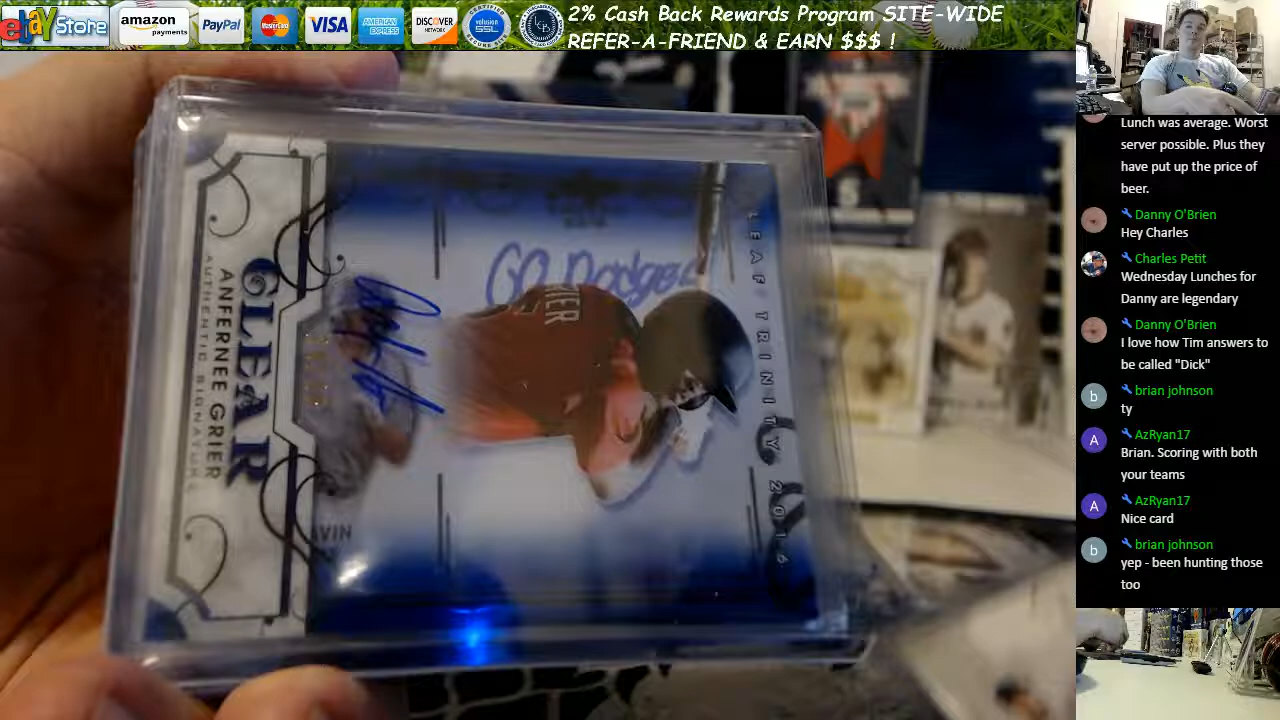 ebay Store
amazon
payments
PayPal
MasterCard
VISA
AMERICAN
EXPRESS
DISCOVER
NETWORK
volusion
SSL
2% Cash Back Rewards Program SITE-WIDE
REFER-A-FRIEND & EARN $$$ !
CLEAR
ANFERNEE GRIER
AUTHENTIC SIGNATURE
GO Dodgers
LEAF TRINITY 2016
Lunch was average. Worst
server possible. Plus they
have put up the price of
beer.
Danny O'Brien
Hey Charles
Charles Petit
Wednesday Lunches for
Danny are legendary
Danny O'Brien
I love how Tim answers to
be called "Dick"
b
brian johnson
ty
A
AzRyan17
Brian. Scoring with both
your teams
A
AzRyan17
Nice card
b
brian johnson
yep - been hunting those
too